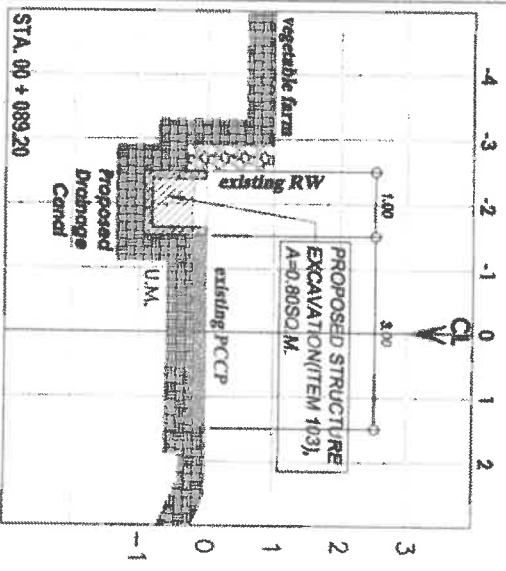 -4
-3
-2
-1
0
1
2
3
2
1
0
-1
CL
1.00
3.00
PROPOSED STRUCTURE
EXCAVATION(ITEM 103),
A=0.80SQ.M.
vegetable farm
existing RW
existing PCCP
U.M.
Proposed
Drainage
Canal
STA. 00 + 089.20